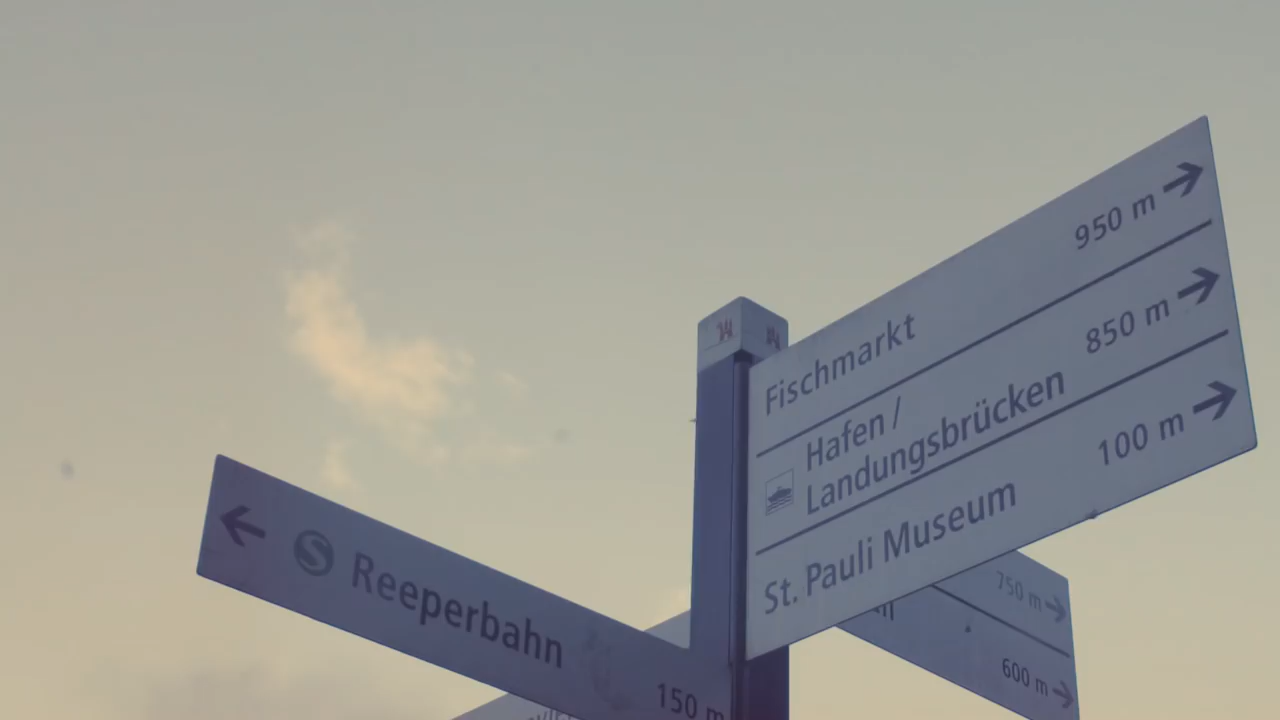 Fischmarkt 950 m →
Hafen /
Landungsbrücken 850 m →
St. Pauli Museum 100 m →
← S Reeperbahn 150 m
750 m →
600 m →